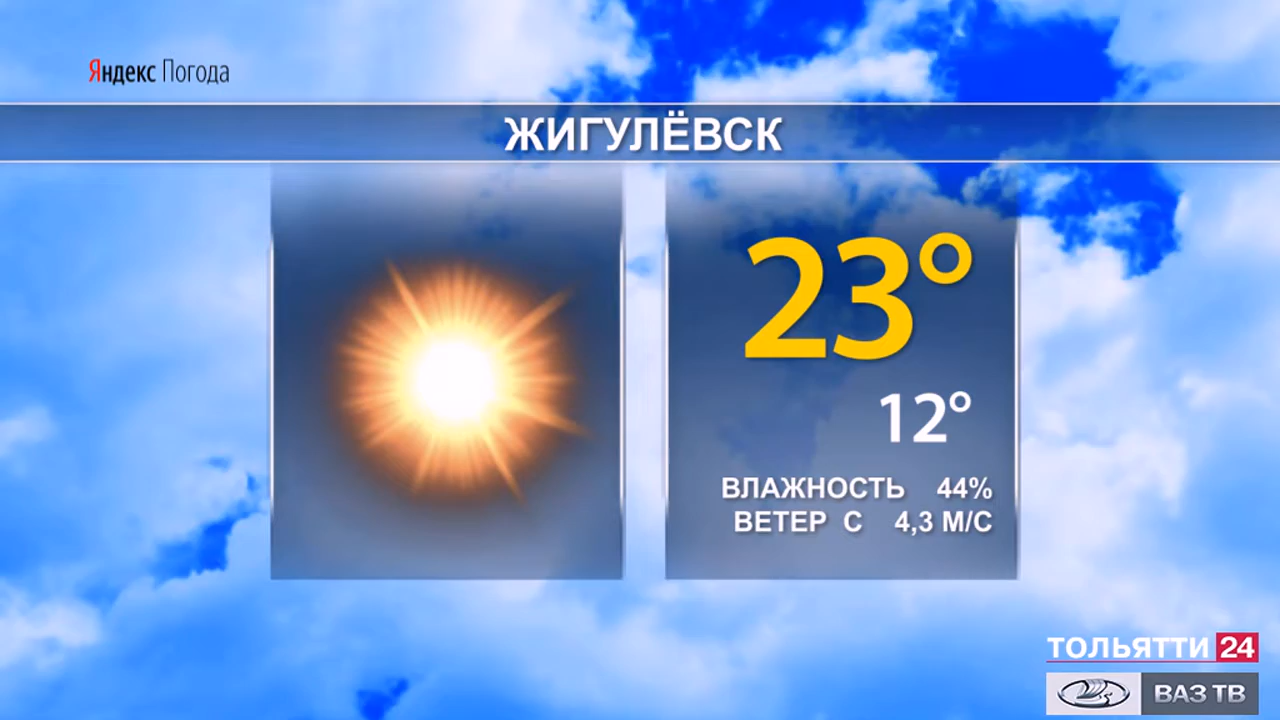 Яндекс Погода
ЖИГУЛЁВСК
23°
12°
ВЛАЖНОСТЬ 44%
ВЕТЕР С 4,3 М/С
ТОЛЬЯТТИ 24
ВАЗ ТВ